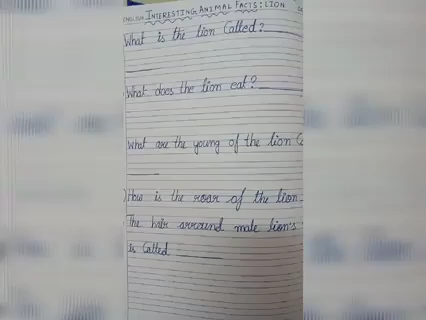 ENGLISH INTERESTING ANIMAL FACTS: LION
What is the lion Called?
What does the lion eat?
What are the young of the lion C
How is the roar of the lion
The hair arround male lion's
is Called